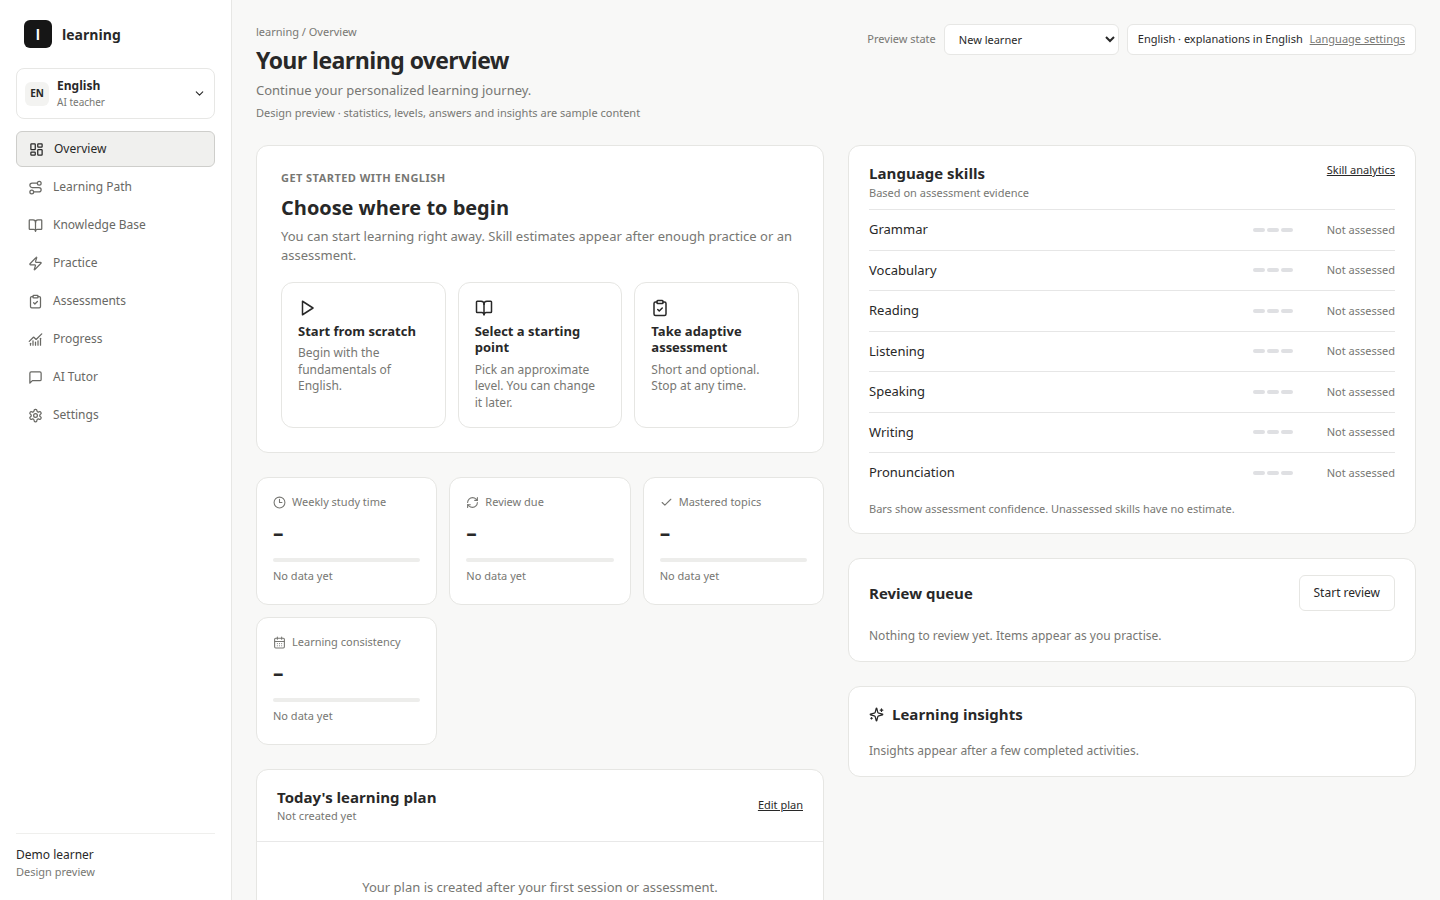 l learning
EN English
AI teacher
Overview
Learning Path
Knowledge Base
Practice
Assessments
Progress
AI Tutor
Settings
Demo learner
Design preview
learning / Overview
Your learning overview
Continue your personalized learning journey.
Design preview · statistics, levels, answers and insights are sample content
Preview state New learner English · explanations in English Language settings
GET STARTED WITH ENGLISH
Choose where to begin
You can start learning right away. Skill estimates appear after enough practice or an
assessment.
Start from scratch
Begin with the
fundamentals of
English.
Select a starting
point
Pick an approximate
level. You can change
it later.
Take adaptive
assessment
Short and optional.
Stop at any time.
Weekly study time
–
No data yet
Review due
–
No data yet
Mastered topics
–
No data yet
Learning consistency
–
No data yet
Today's learning plan
Not created yet
Edit plan
Your plan is created after your first session or assessment.
Language skills
Based on assessment evidence
Skill analytics
Grammar Not assessed
Vocabulary Not assessed
Reading Not assessed
Listening Not assessed
Speaking Not assessed
Writing Not assessed
Pronunciation Not assessed
Bars show assessment confidence. Unassessed skills have no estimate.
Review queue
Start review
Nothing to review yet. Items appear as you practise.
Learning insights
Insights appear after a few completed activities.